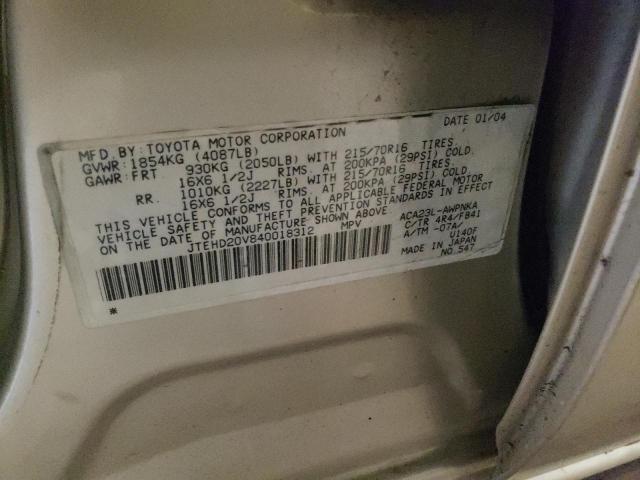 DATE 01/04
MFD. BY: TOYOTA MOTOR CORPORATION
GVWR: 1854KG (4087LB)
GAWR: FRT 930KG (2050LB) WITH 215/70R16 TIRES.
16X6 1/2J RIMS. AT 200KPA (29PSI) COLD.
RR. 1010KG (2227LB) WITH 215/70R16 TIRES.
16X6 1/2J RIMS. AT 200KPA (29PSI) COLD.
THIS VEHICLE CONFORMS TO ALL APPLICABLE FEDERAL MOTOR
VEHICLE SAFETY AND THEFT PREVENTION STANDARDS IN EFFECT
ON THE DATE OF MANUFACTURE SHOWN ABOVE.
JTEHD20V840018312 MPV
ACA23L-AWPNKA
C/TR 4R4/FB41
A/TM -07A/ U140F
MADE IN JAPAN
NO.547
*
*